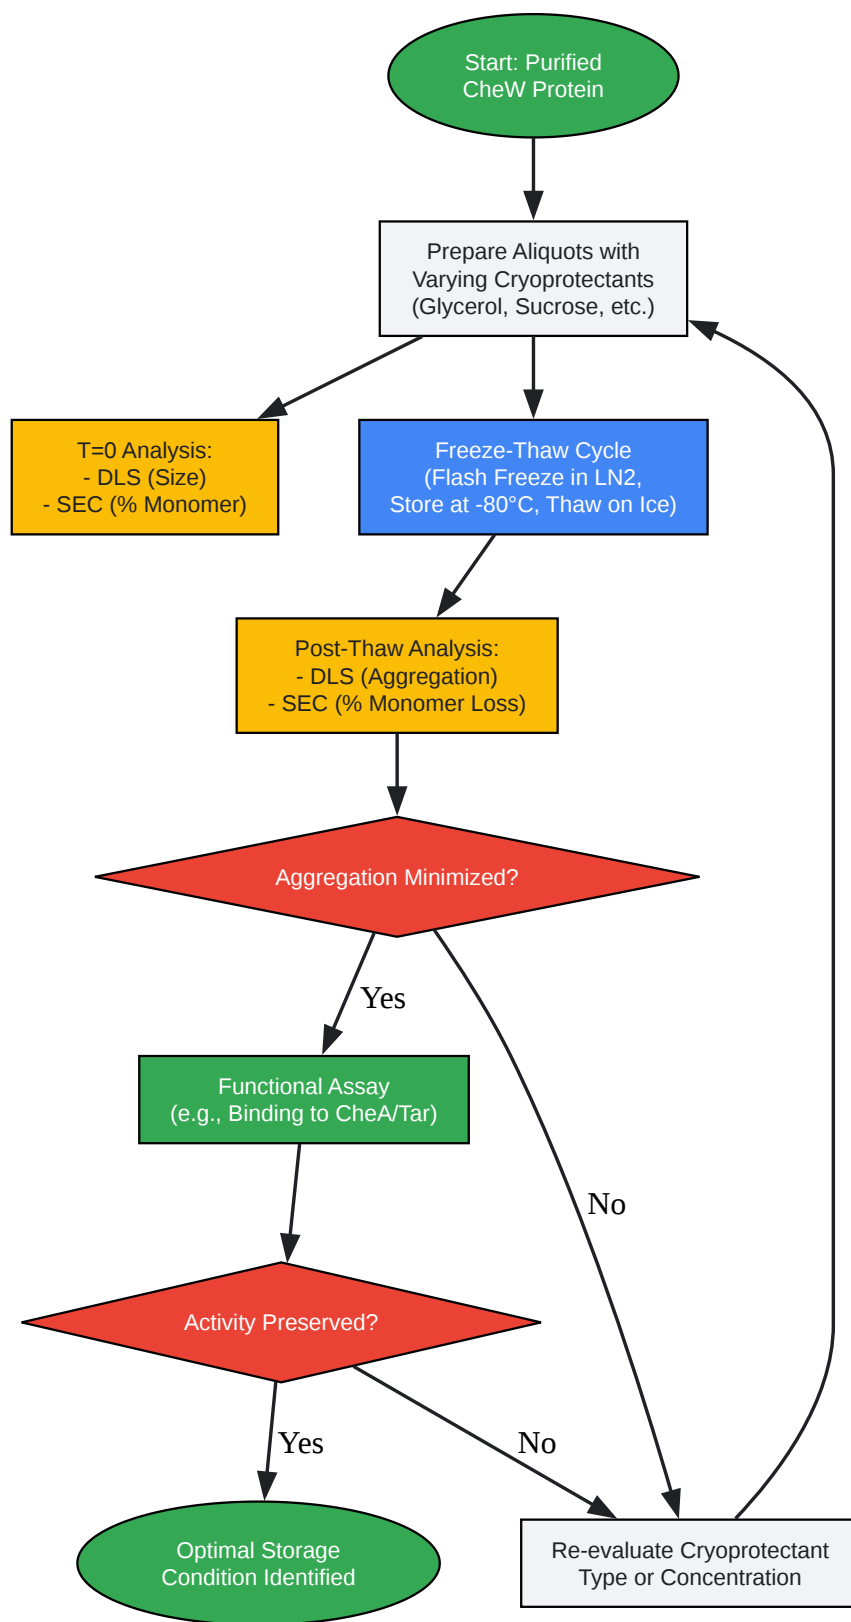 Start: Purified
CheW Protein
Prepare Aliquots with
Varying Cryoprotectants
(Glycerol, Sucrose, etc.)
T=0 Analysis:
- DLS (Size)
- SEC (% Monomer)
Freeze-Thaw Cycle
(Flash Freeze in LN2,
Store at -80°C, Thaw on Ice)
Post-Thaw Analysis:
- DLS (Aggregation)
- SEC (% Monomer Loss)
Aggregation Minimized?
Yes
Functional Assay
(e.g., Binding to CheA/Tar)
No
Activity Preserved?
Yes
No
Optimal Storage
Condition Identified
Re-evaluate Cryoprotectant
Type or Concentration